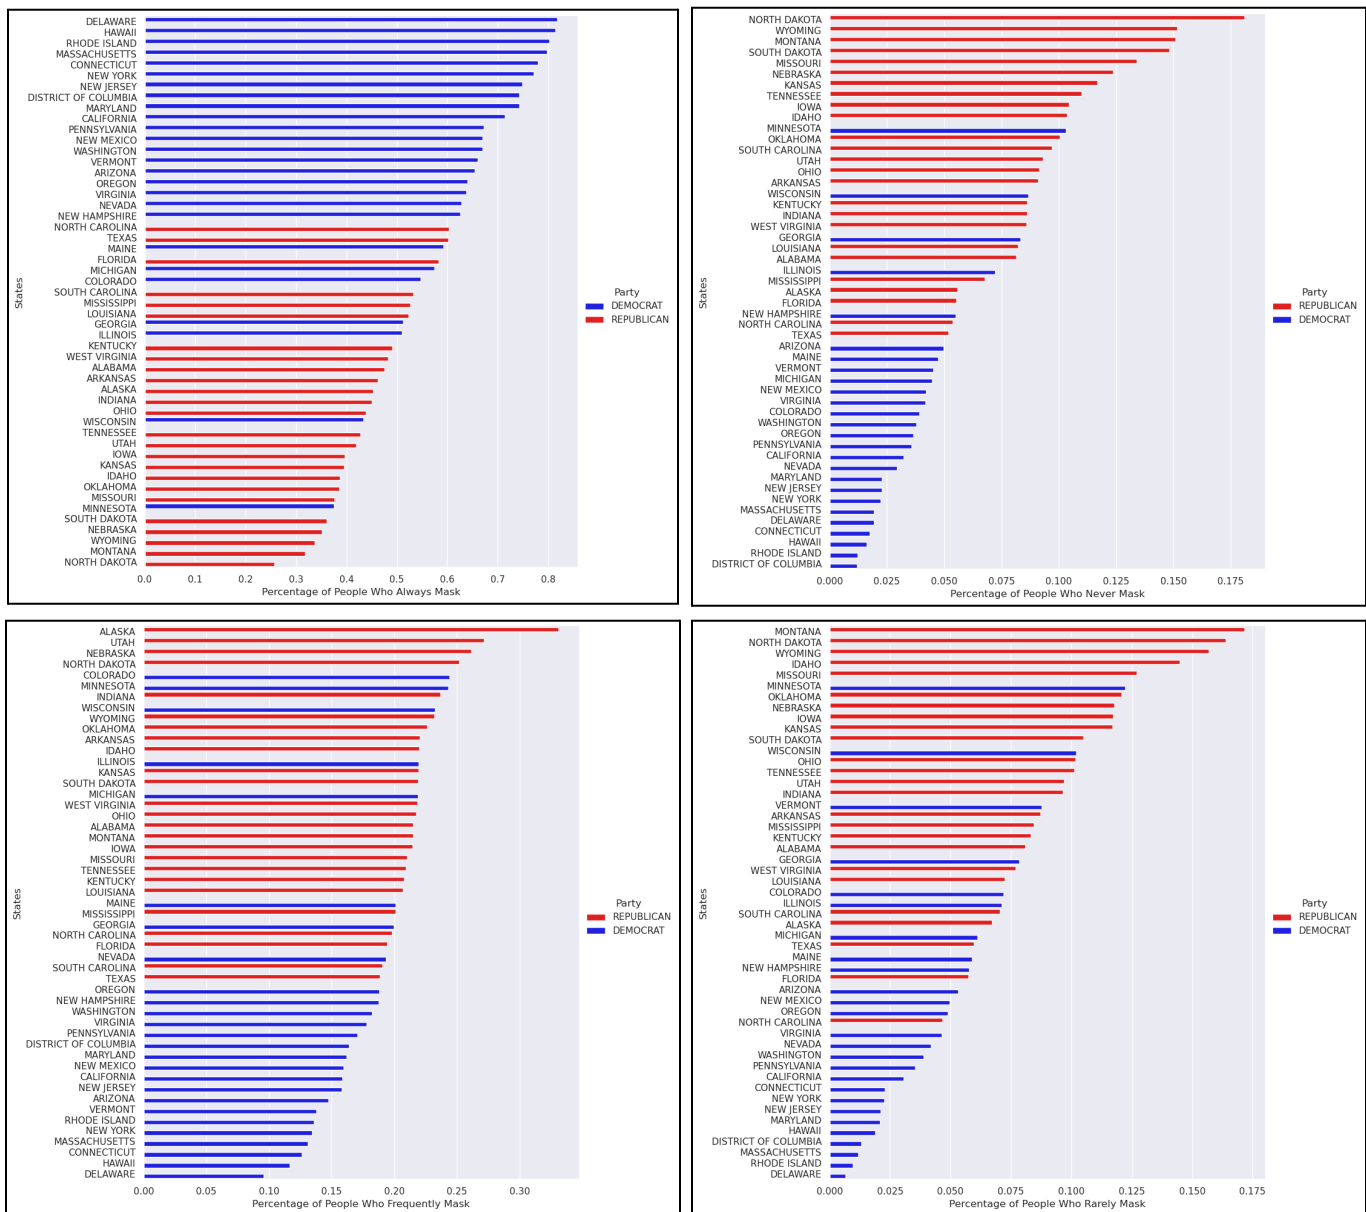 DELAWARE
HAWAII
RHODE ISLAND
MASSACHUSETTS
CONNECTICUT
NEW YORK
NEW JERSEY
DISTRICT OF COLUMBIA
MARYLAND
CALIFORNIA
PENNSYLVANIA
NEW MEXICO
WASHINGTON
VERMONT
ARIZONA
OREGON
VIRGINIA
NEVADA
NEW HAMPSHIRE
NORTH CAROLINA
TEXAS
MAINE
FLORIDA
MICHIGAN
COLORADO
SOUTH CAROLINA
MISSISSIPPI
LOUISIANA
GEORGIA
ILLINOIS
KENTUCKY
WEST VIRGINIA
ALABAMA
ARKANSAS
ALASKA
INDIANA
OHIO
WISCONSIN
TENNESSEE
UTAH
IOWA
KANSAS
IDAHO
OKLAHOMA
MISSOURI
MINNESOTA
SOUTH DAKOTA
NEBRASKA
WYOMING
MONTANA
NORTH DAKOTA
States
0.0 0.1 0.2 0.3 0.4 0.5 0.6 0.7 0.8
Percentage of People Who Always Mask
Party
DEMOCRAT
REPUBLICAN
NORTH DAKOTA
WYOMING
MONTANA
SOUTH DAKOTA
MISSOURI
NEBRASKA
KANSAS
TENNESSEE
IOWA
IDAHO
MINNESOTA
OKLAHOMA
SOUTH CAROLINA
UTAH
OHIO
ARKANSAS
WISCONSIN
KENTUCKY
INDIANA
WEST VIRGINIA
GEORGIA
LOUISIANA
ALABAMA
ILLINOIS
MISSISSIPPI
ALASKA
FLORIDA
NEW HAMPSHIRE
NORTH CAROLINA
TEXAS
ARIZONA
MAINE
VERMONT
MICHIGAN
NEW MEXICO
VIRGINIA
COLORADO
WASHINGTON
OREGON
PENNSYLVANIA
CALIFORNIA
NEVADA
MARYLAND
NEW JERSEY
NEW YORK
MASSACHUSETTS
DELAWARE
CONNECTICUT
HAWAII
RHODE ISLAND
DISTRICT OF COLUMBIA
States
0.000 0.025 0.050 0.075 0.100 0.125 0.150 0.175
Percentage of People Who Never Mask
Party
REPUBLICAN
DEMOCRAT
ALASKA
UTAH
NEBRASKA
NORTH DAKOTA
COLORADO
MINNESOTA
INDIANA
WISCONSIN
WYOMING
OKLAHOMA
ARKANSAS
IDAHO
ILLINOIS
KANSAS
SOUTH DAKOTA
MICHIGAN
WEST VIRGINIA
OHIO
ALABAMA
MONTANA
IOWA
MISSOURI
TENNESSEE
KENTUCKY
LOUISIANA
MAINE
MISSISSIPPI
GEORGIA
NORTH CAROLINA
FLORIDA
NEVADA
SOUTH CAROLINA
TEXAS
OREGON
NEW HAMPSHIRE
WASHINGTON
VIRGINIA
PENNSYLVANIA
DISTRICT OF COLUMBIA
MARYLAND
NEW MEXICO
CALIFORNIA
NEW JERSEY
ARIZONA
VERMONT
RHODE ISLAND
NEW YORK
MASSACHUSETTS
CONNECTICUT
HAWAII
DELAWARE
States
0.00 0.05 0.10 0.15 0.20 0.25 0.30
Percentage of People Who Frequently Mask
Party
REPUBLICAN
DEMOCRAT
MONTANA
NORTH DAKOTA
WYOMING
IDAHO
MISSOURI
MINNESOTA
OKLAHOMA
NEBRASKA
IOWA
KANSAS
SOUTH DAKOTA
WISCONSIN
OHIO
TENNESSEE
UTAH
INDIANA
VERMONT
ARKANSAS
MISSISSIPPI
KENTUCKY
ALABAMA
GEORGIA
WEST VIRGINIA
LOUISIANA
COLORADO
ILLINOIS
SOUTH CAROLINA
ALASKA
MICHIGAN
TEXAS
MAINE
NEW HAMPSHIRE
FLORIDA
ARIZONA
NEW MEXICO
OREGON
NORTH CAROLINA
VIRGINIA
NEVADA
WASHINGTON
PENNSYLVANIA
CALIFORNIA
CONNECTICUT
NEW YORK
NEW JERSEY
MARYLAND
HAWAII
DISTRICT OF COLUMBIA
MASSACHUSETTS
RHODE ISLAND
DELAWARE
States
0.000 0.025 0.050 0.075 0.100 0.125 0.150 0.175
Percentage of People Who Rarely Mask
Party
REPUBLICAN
DEMOCRAT